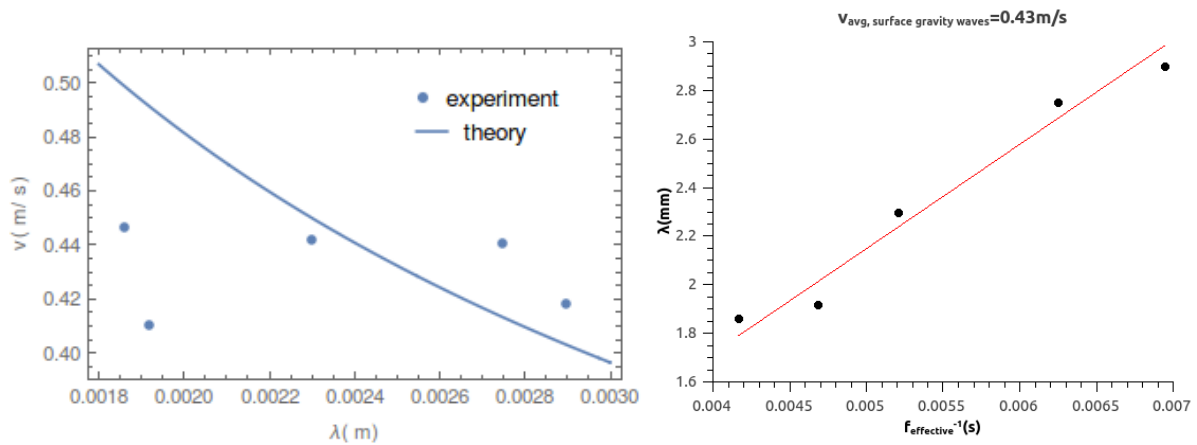 0.50
0.48
0.46
0.44
0.42
0.40
v( m/ s)
experiment
theory
0.0018 0.0020 0.0022 0.0024 0.0026 0.0028 0.0030
λ( m)
vavg, surface gravity waves=0.43m/s
3
2.8
2.6
2.4
2.2
2
1.8
1.6
λ(mm)
0.004 0.0045 0.005 0.0055 0.006 0.0065 0.007
feffective-1(s)